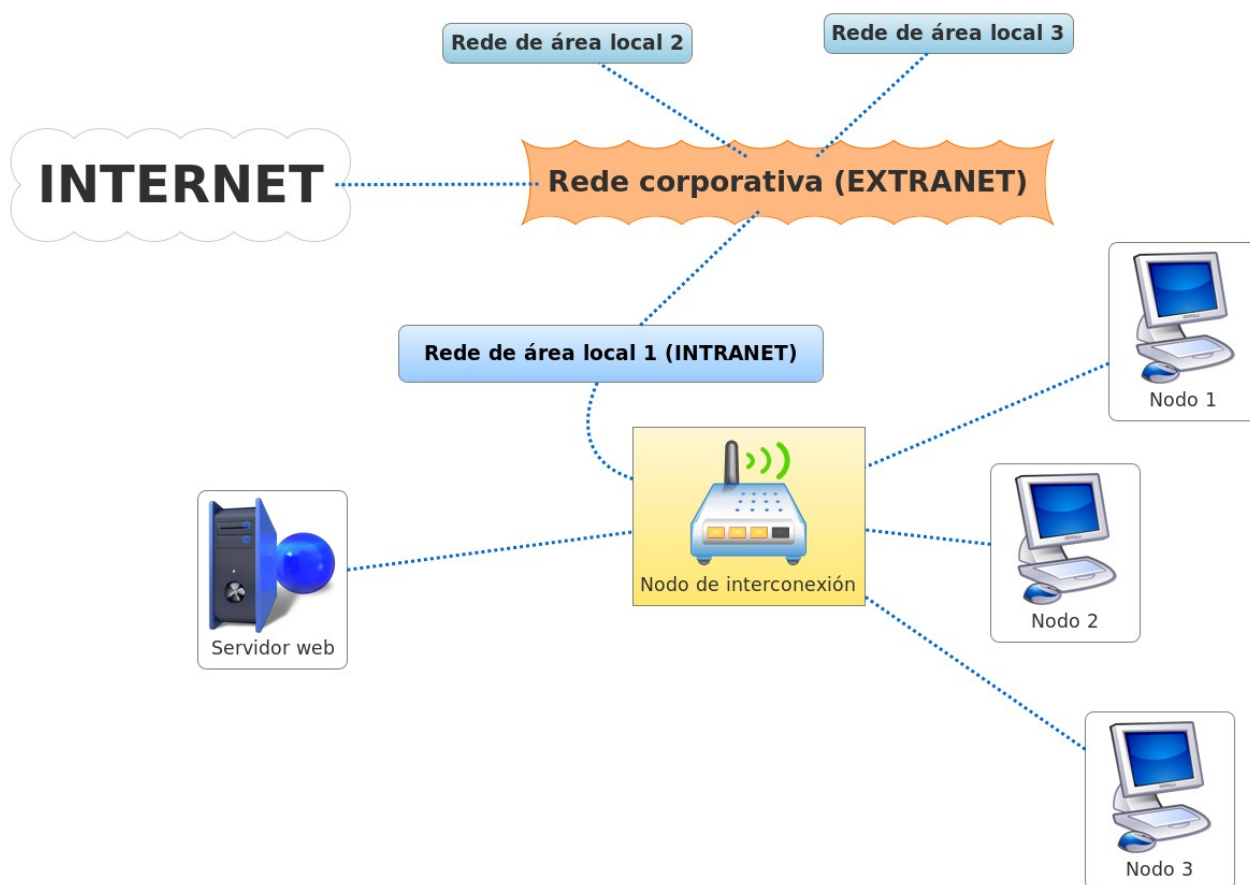 Rede de área local 2
Rede de área local 3
INTERNET
Rede corporativa (EXTRANET)
Rede de área local 1 (INTRANET)
Nodo 1
Nodo de interconexión
Nodo 2
Servidor web
Nodo 3